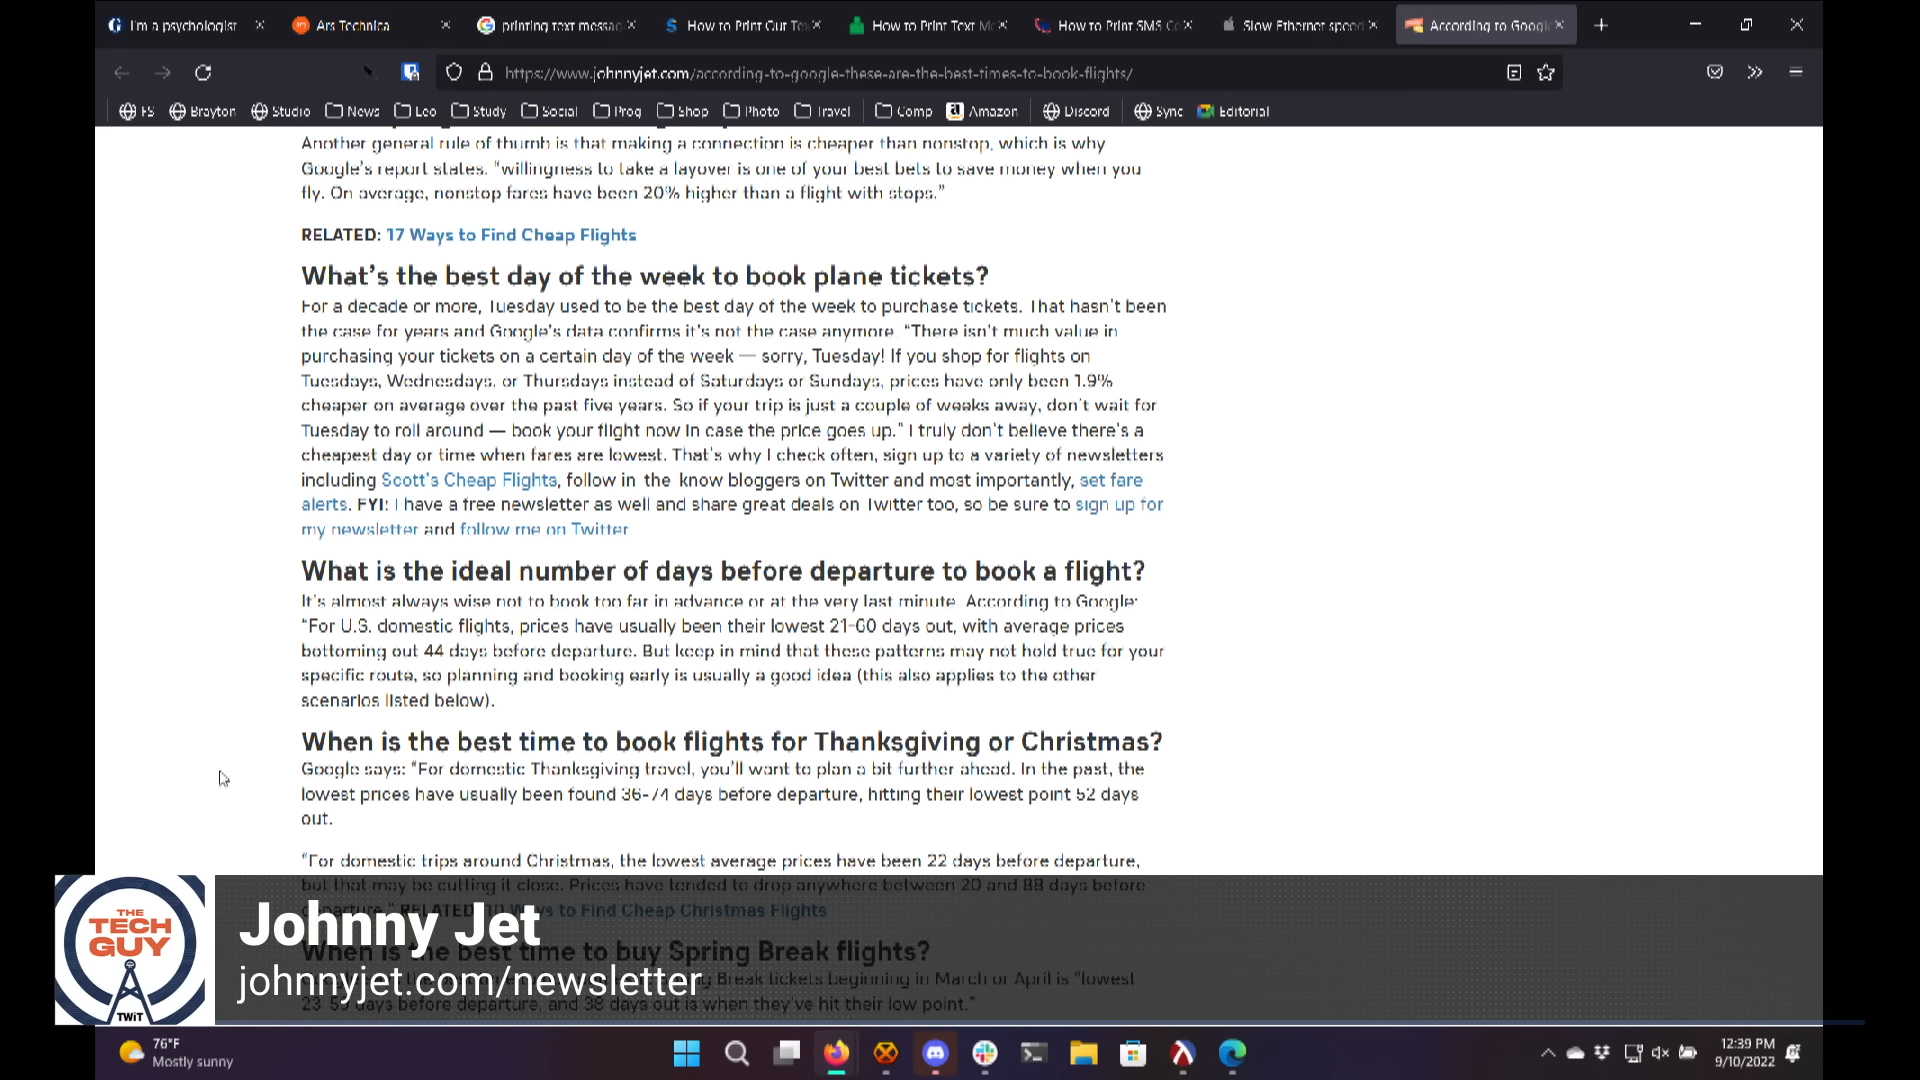 I'm a psychologist
Ars Technica
printing text messag
How to Print Out Tex
How to Print Text Me
How to Print SMS Co
Slow Ethernet speed
According to Google
https://www.johnnyjet.com/according-to-google-these-are-the-best-times-to-book-flights/
FS Brayton Studio News Leo Study Social Prog Shop Photo Travel Comp Amazon Discord Sync Editorial
Another general rule of thumb is that making a connection is cheaper than nonstop, which is why
Google's report states, "willingness to take a layover is one of your best bets to save money when you
fly. On average, nonstop fares have been 20% higher than a flight with stops."
RELATED: 17 Ways to Find Cheap Flights
What's the best day of the week to book plane tickets?
For a decade or more, Tuesday used to be the best day of the week to purchase tickets. That hasn't been
the case for years and Google's data confirms it's not the case anymore. "There isn't much value in
purchasing your tickets on a certain day of the week — sorry, Tuesday! If you shop for flights on
Tuesdays, Wednesdays, or Thursdays instead of Saturdays or Sundays, prices have only been 1.9%
cheaper on average over the past five years. So if your trip is just a couple of weeks away, don't wait for
Tuesday to roll around — book your flight now in case the price goes up." I truly don't believe there's a
cheapest day or time when fares are lowest. That's why I check often, sign up to a variety of newsletters
including Scott's Cheap Flights, follow in-the-know bloggers on Twitter and most importantly, set fare
alerts. FYI: I have a free newsletter as well and share great deals on Twitter too, so be sure to sign up for
my newsletter and follow me on Twitter
What is the ideal number of days before departure to book a flight?
It's almost always wise not to book too far in advance or at the very last minute. According to Google:
"For U.S. domestic flights, prices have usually been their lowest 21-60 days out, with average prices
bottoming out 44 days before departure. But keep in mind that these patterns may not hold true for your
specific route, so planning and booking early is usually a good idea (this also applies to the other
scenarios listed below).
When is the best time to book flights for Thanksgiving or Christmas?
Google says: "For domestic Thanksgiving travel, you'll want to plan a bit further ahead. In the past, the
lowest prices have usually been found 36-74 days before departure, hitting their lowest point 52 days
out.
"For domestic trips around Christmas, the lowest average prices have been 22 days before departure,
but that may be cutting it close. Prices have tended to drop anywhere between 20 and 88 days before
departure." RELATED: 10 Ways to Find Cheap Christmas Flights
When is the best time to buy Spring Break flights?
Break tickets beginning in March or April is "lowest
23-59 days before departure, and 38 days out is when they've hit their low point."
THE
TECH
GUY
TWiT
Johnny Jet
johnnyjet.com/newsletter
76°F
Mostly sunny
12:39 PM
9/10/2022